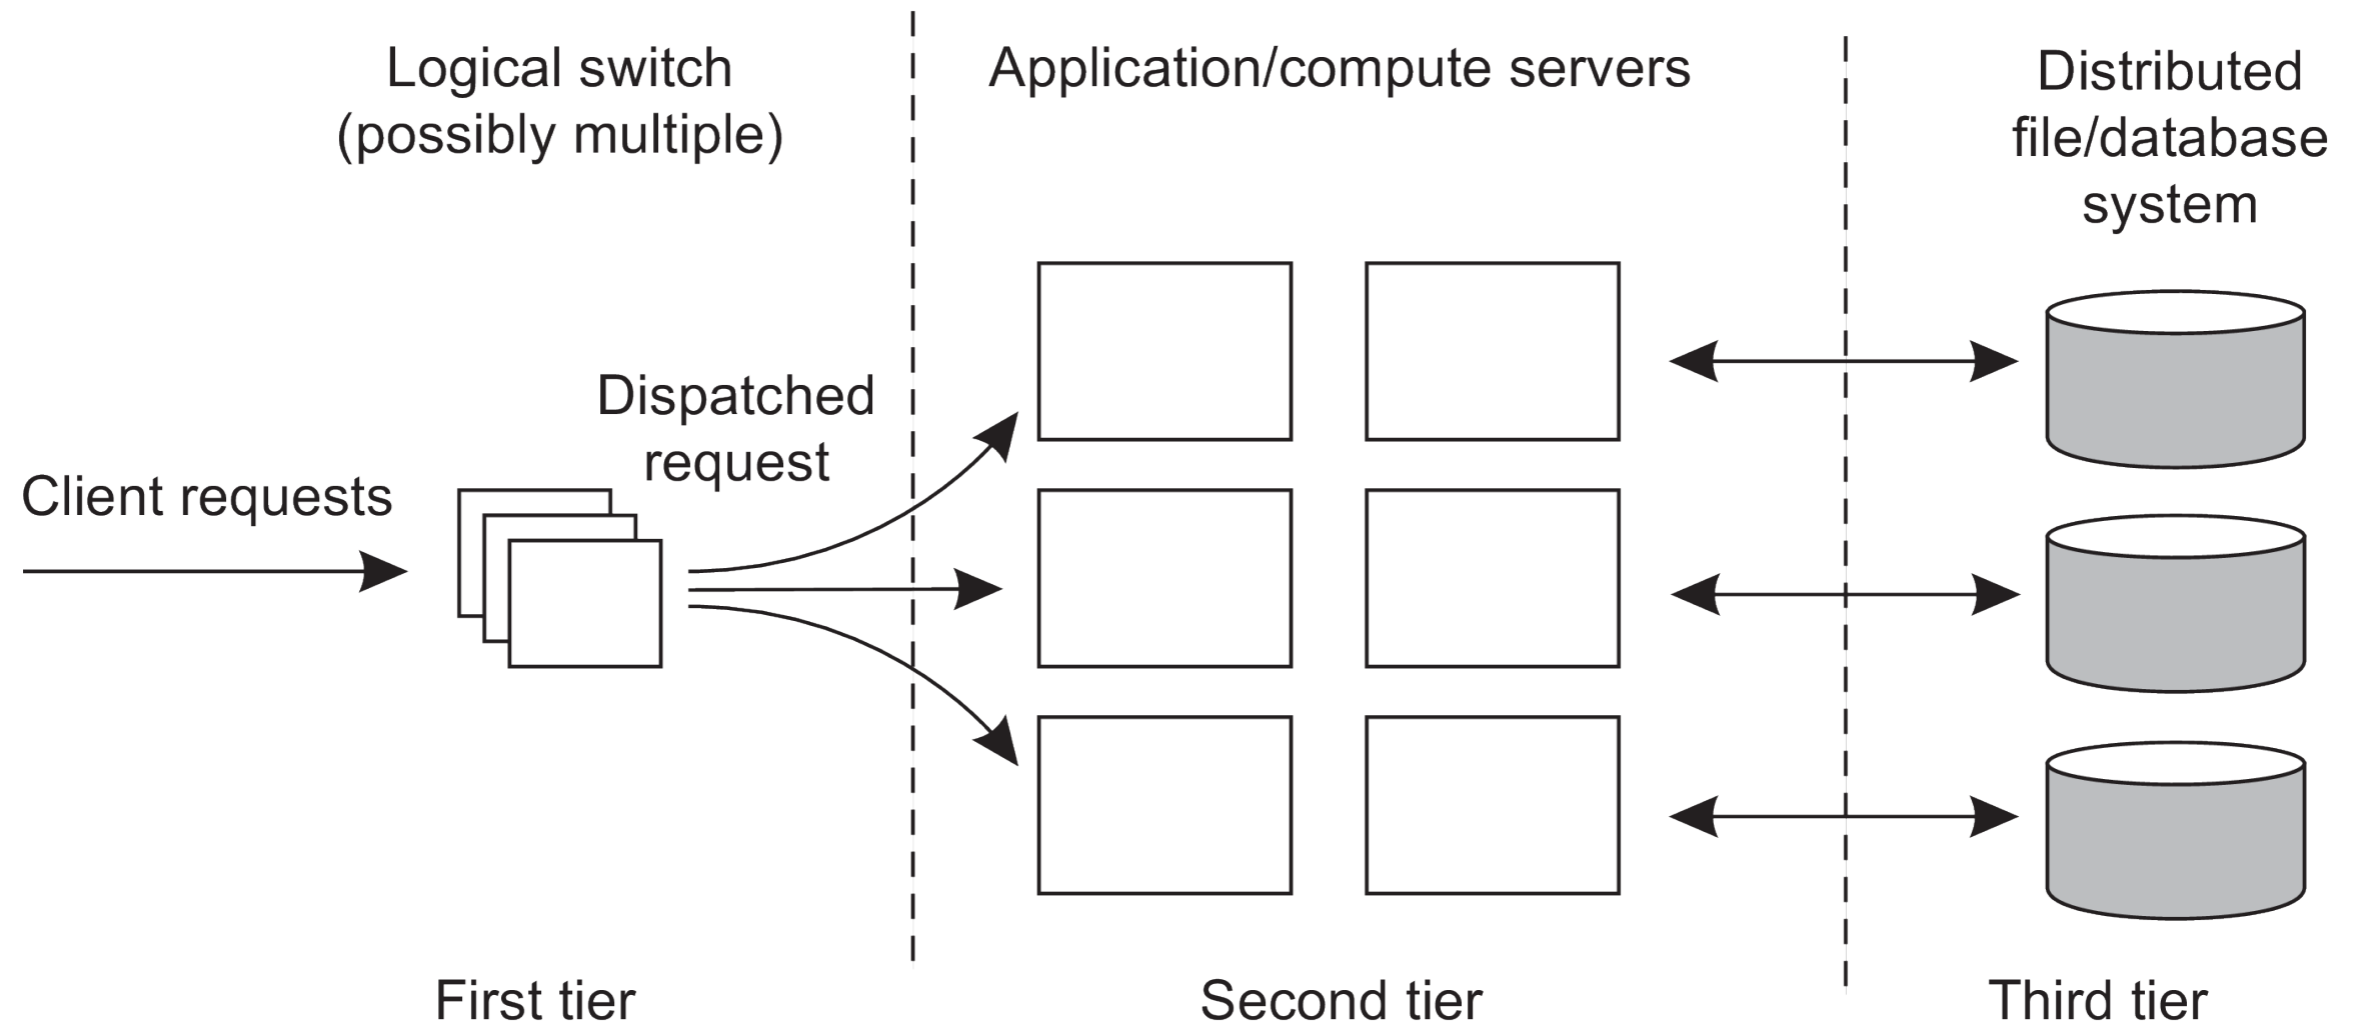 Logical switch
(possibly multiple)
Application/compute servers
Distributed
file/database
system
Dispatched
request
Client requests
First tier
Second tier
Third tier